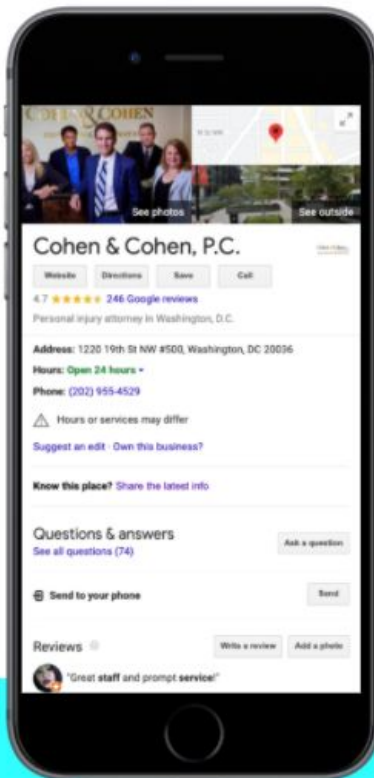 COHEN & COHEN
See photos
See outside
Cohen & Cohen, P.C.
Website
Directions
Save
Call
4.7 246 Google reviews
Personal injury attorney in Washington, D.C.
Address: 1220 19th St NW #500, Washington, DC 20036
Hours: Open 24 hours
Phone: (202) 955-4529
Hours or services may differ
Suggest an edit · Own this business?
Know this place? Share the latest info
Questions & answers
See all questions (74)
Ask a question
Send to your phone
Send
Reviews
Write a review
Add a photo
"Great staff and prompt service!"